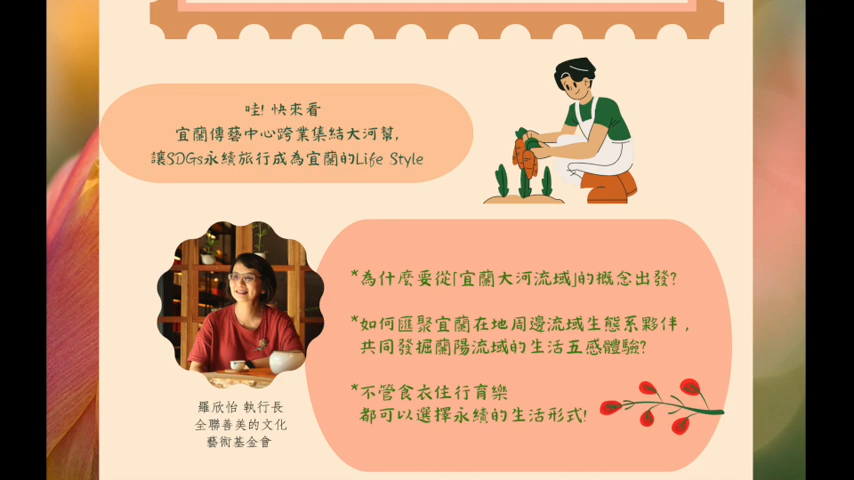 哇! 快來看
宜蘭傳藝中心跨業集結大河幫,
讓SDGs永續旅行成為宜蘭的Life Style
*為什麼要從「宜蘭大河流域」的概念出發?
*如何匯聚宜蘭在地周邊流域生態系夥伴，
共同發掘蘭陽流域的生活五感體驗?
*不管食衣住行育樂
都可以選擇永續的生活形式!
羅欣怡 執行長
全聯善美的文化
藝術基金會